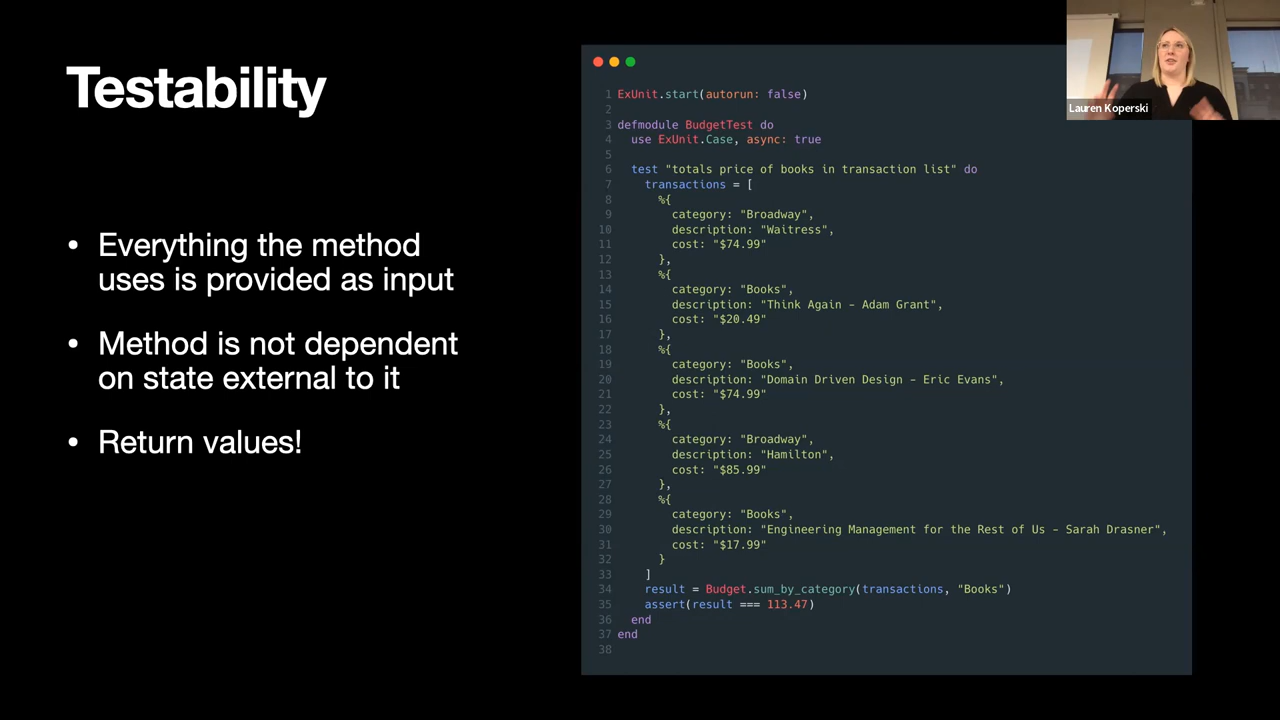 Testability
• Everything the method
uses is provided as input
• Method is not dependent
on state external to it
• Return values!
1 ExUnit.start(autorun: false)
2
3 defmodule BudgetTest do
4 use ExUnit.Case, async: true
5
6 test "totals price of books in transaction list" do
7 transactions = [
8 %{
9 category: "Broadway",
10 description: "Waitress",
11 cost: "$74.99"
12 },
13 %{
14 category: "Books",
15 description: "Think Again - Adam Grant",
16 cost: "$20.49"
17 },
18 %{
19 category: "Books",
20 description: "Domain Driven Design - Eric Evans",
21 cost: "$74.99"
22 },
23 %{
24 category: "Broadway",
25 description: "Hamilton",
26 cost: "$85.99"
27 },
28 %{
29 category: "Books",
30 description: "Engineering Management for the Rest of Us - Sarah Drasner",
31 cost: "$17.99"
32 }
33 ]
34 result = Budget.sum_by_category(transactions, "Books")
35 assert(result === 113.47)
36 end
37 end
38
Lauren Koperski